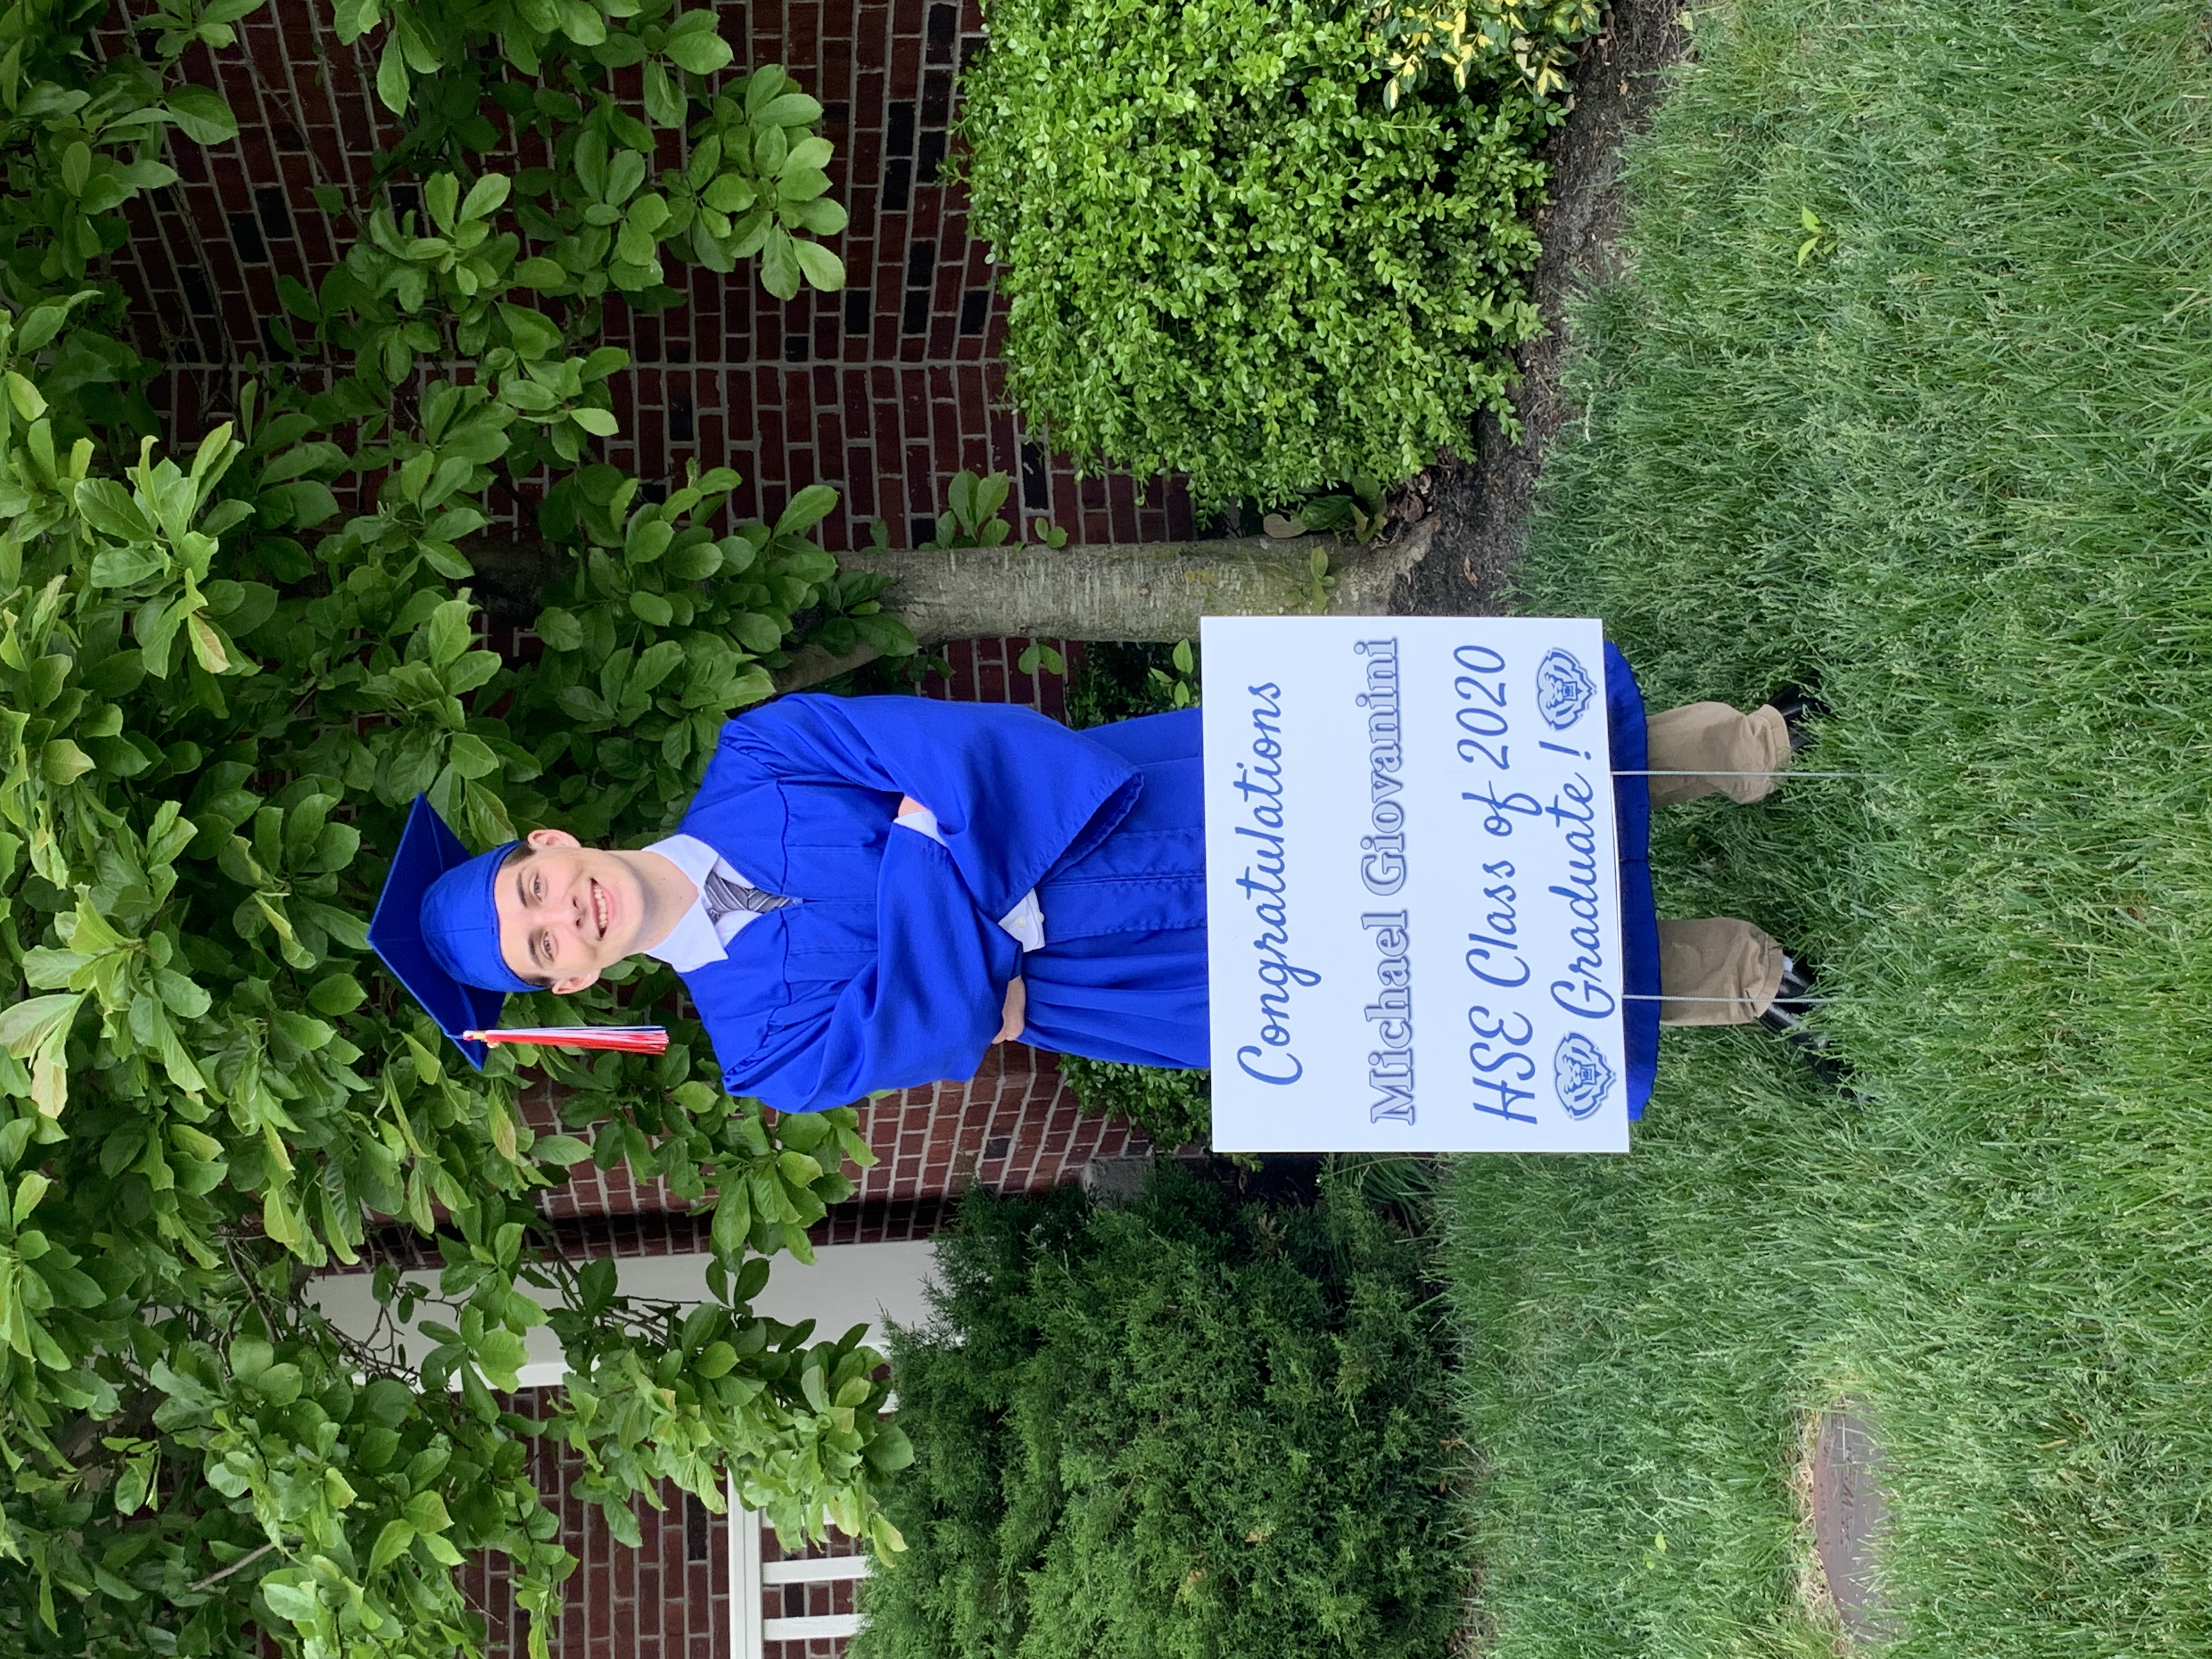 Congratulations
Michael Giovanini
HSE Class of 2020
Graduate !